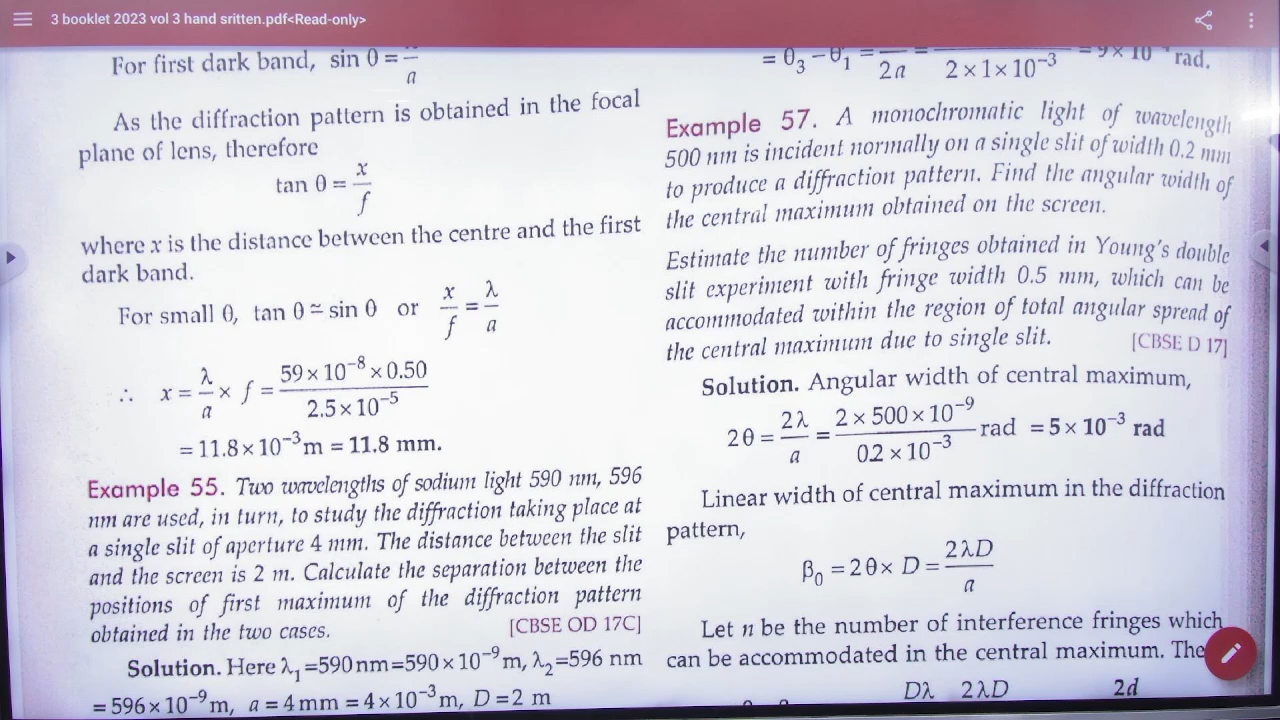 3 booklet 2023 vol 3 hand sritten.pdf<Read-only>
For first dark band, sin θ = —/a
As the diffraction pattern is obtained in the focal
plane of lens, therefore
tan θ = x/f
where x is the distance between the centre and the first
dark band.
For small θ, tan θ ≃ sin θ or x/f = λ/a
∴ x = λ/a × f = 59 × 10⁻⁸ × 0.50 / 2.5 × 10⁻⁵
= 11.8 × 10⁻³ m = 11.8 mm.
Example 55. Two wavelengths of sodium light 590 nm, 596
nm are used, in turn, to study the diffraction taking place at
a single slit of aperture 4 mm. The distance between the slit
and the screen is 2 m. Calculate the separation between the
positions of first maximum of the diffraction pattern
obtained in the two cases. [CBSE OD 17C]
Solution. Here λ₁ = 590 nm = 590 × 10⁻⁹ m, λ₂ = 596 nm
= 596 × 10⁻⁹ m, a = 4 mm = 4 × 10⁻³ m, D = 2 m
= θ₃ − θ₁ = —/2a = —/2 × 1 × 10⁻³ = 9 × 10⁻⁴ rad.
Example 57. A monochromatic light of wavelength
500 nm is incident normally on a single slit of width 0.2 mm
to produce a diffraction pattern. Find the angular width of
the central maximum obtained on the screen.
Estimate the number of fringes obtained in Young's double
slit experiment with fringe width 0.5 mm, which can be
accommodated within the region of total angular spread of
the central maximum due to single slit. [CBSE D 17]
Solution. Angular width of central maximum,
2θ = 2λ/a = 2 × 500 × 10⁻⁹ / 0.2 × 10⁻³ rad = 5 × 10⁻³ rad
Linear width of central maximum in the diffraction
pattern,
β₀ = 2θ × D = 2λD/a
Let n be the number of interference fringes which
can be accommodated in the central maximum. The
Dλ 2λD 2d